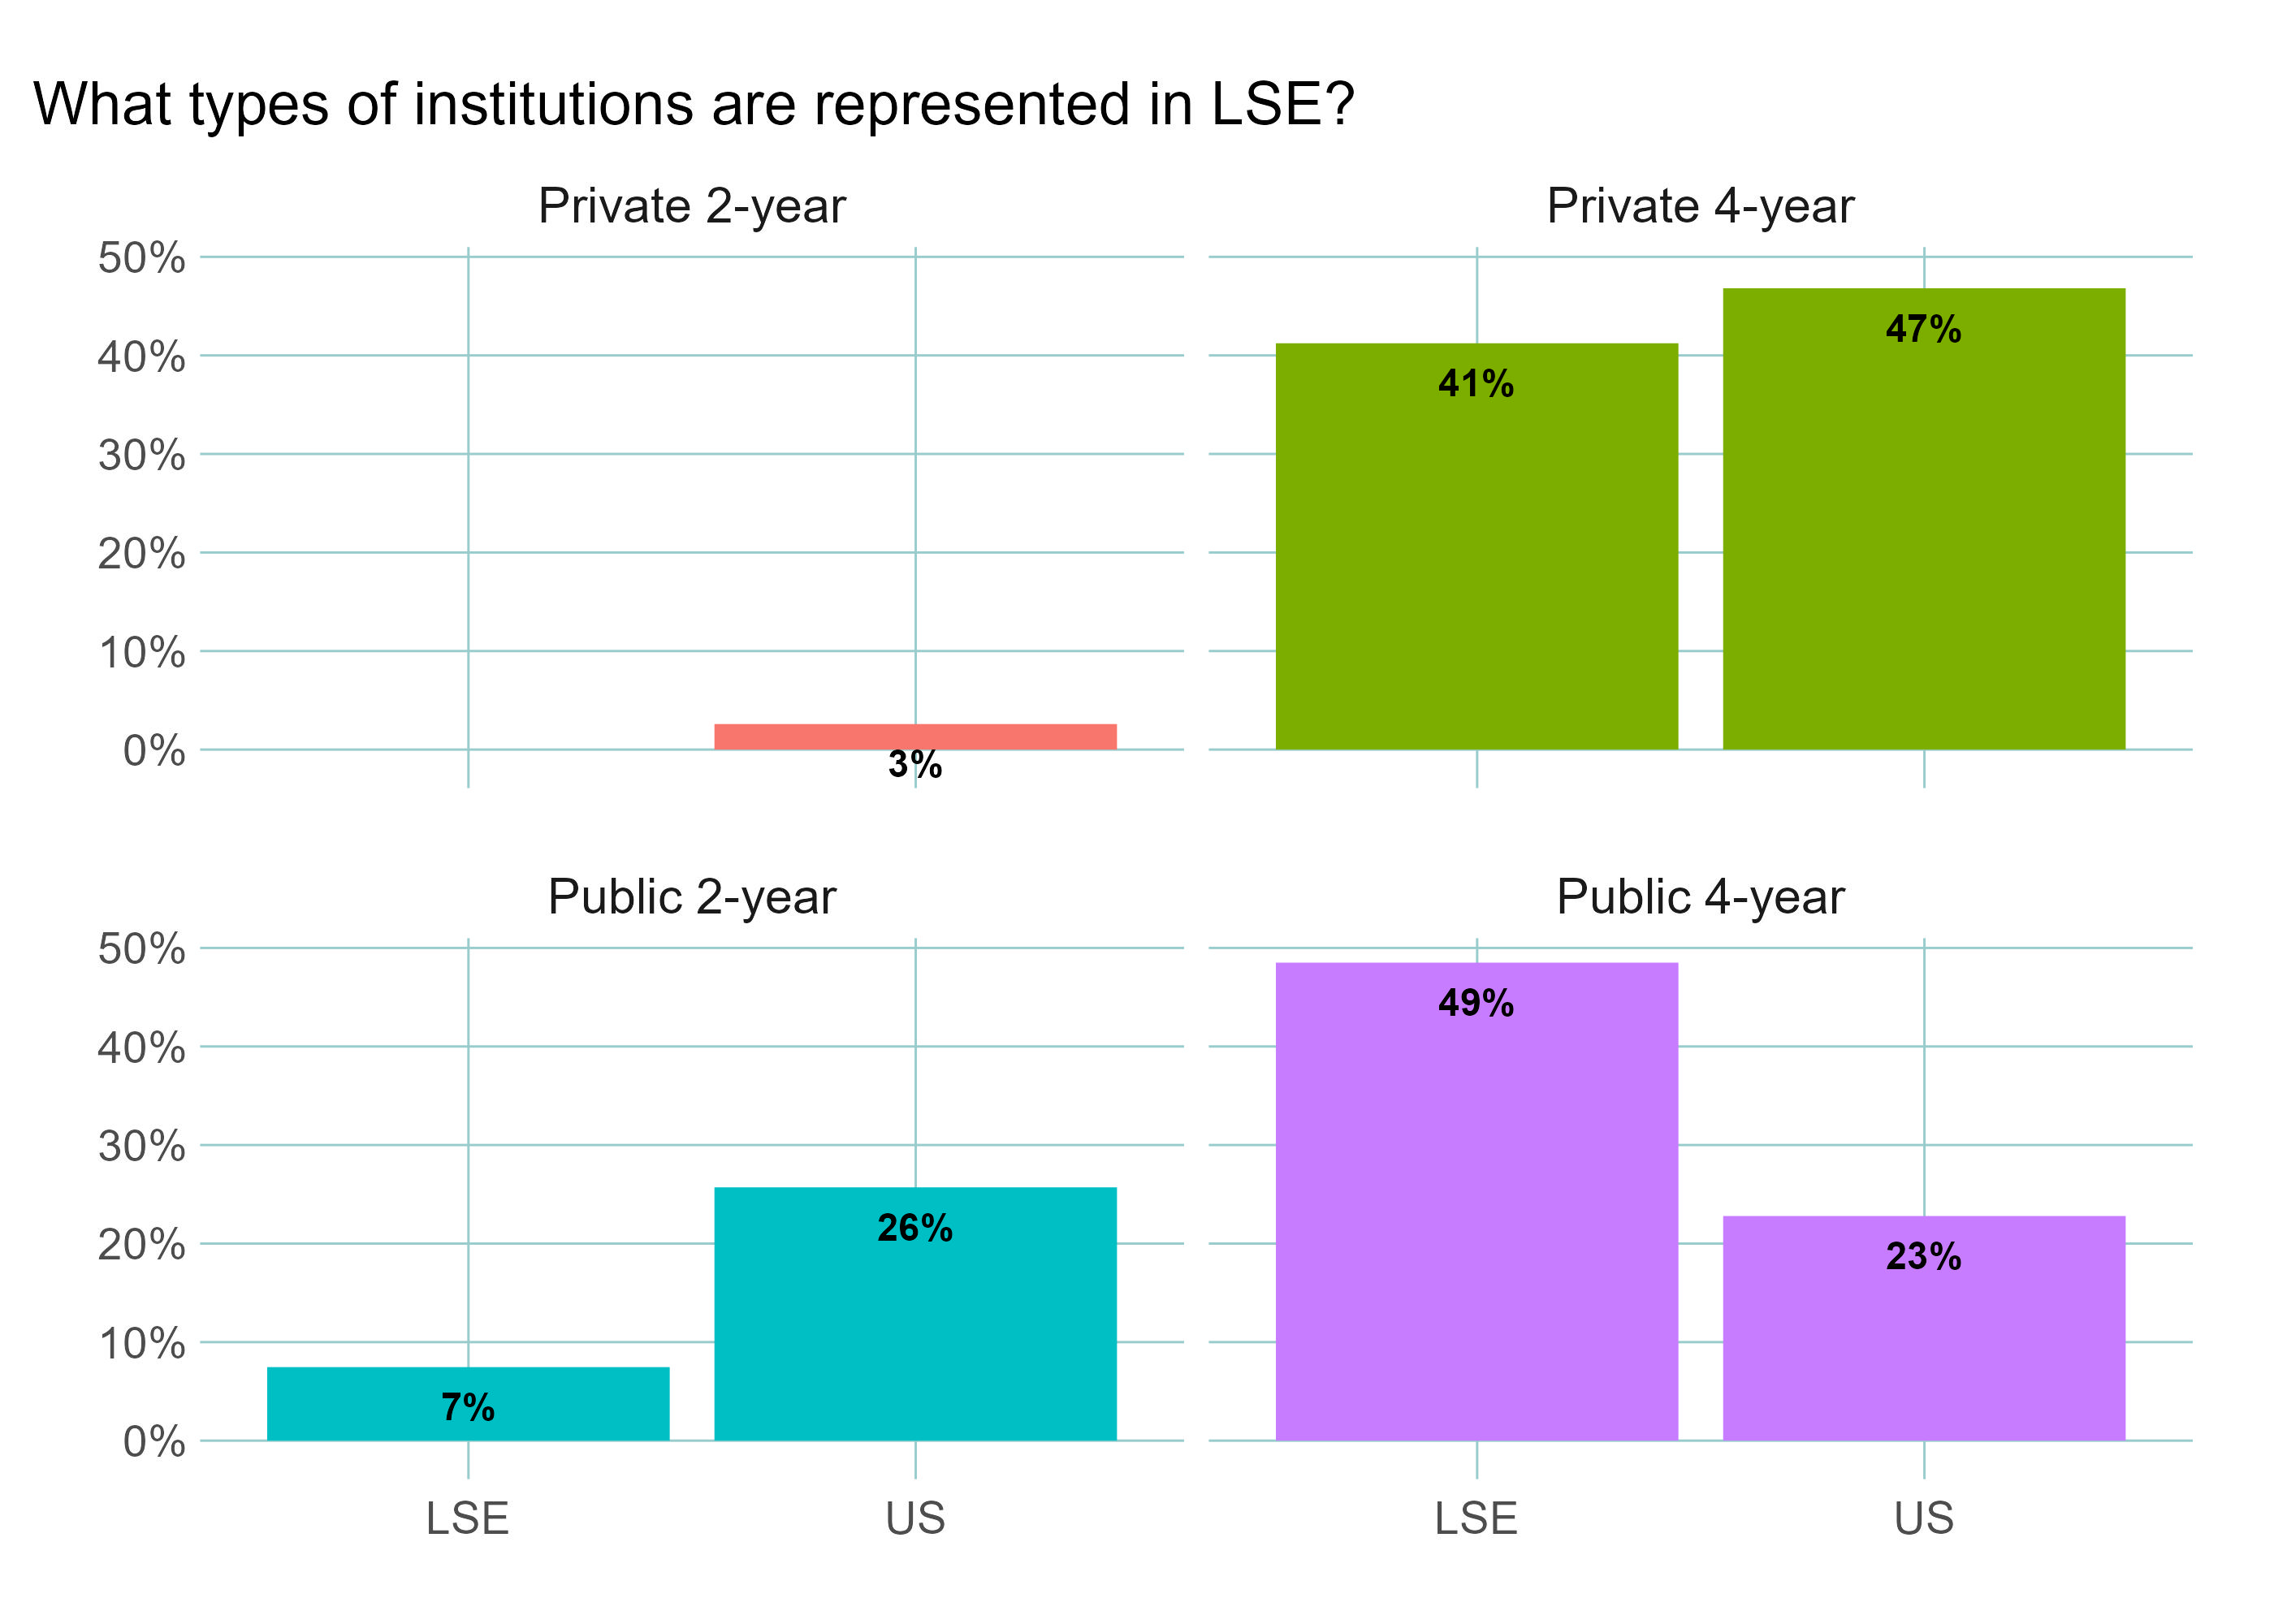 What types of institutions are represented in LSE?
Private 2-year
Private 4-year
50%
40%
30%
20%
10%
0%
3%
41%
47%
Public 2-year
Public 4-year
50%
40%
30%
20%
10%
0%
7%
26%
49%
23%
LSE
US
LSE
US